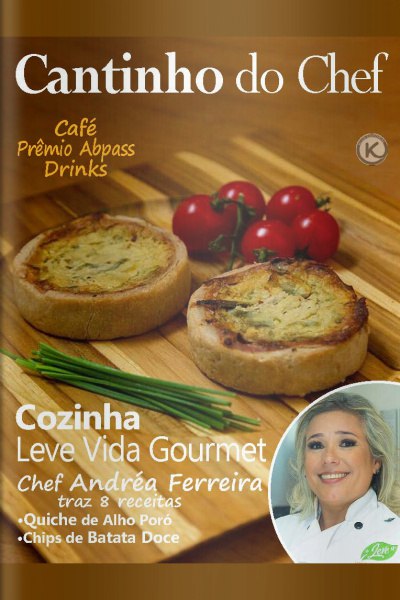 Cantinho do Chef
Café
Prêmio Abpass
Drinks
K
Cozinha
Leve Vida Gourmet
Chef Andréa Ferreira
traz 8 receitas
•Quiche de Alho Poró
•Chips de Batata Doce